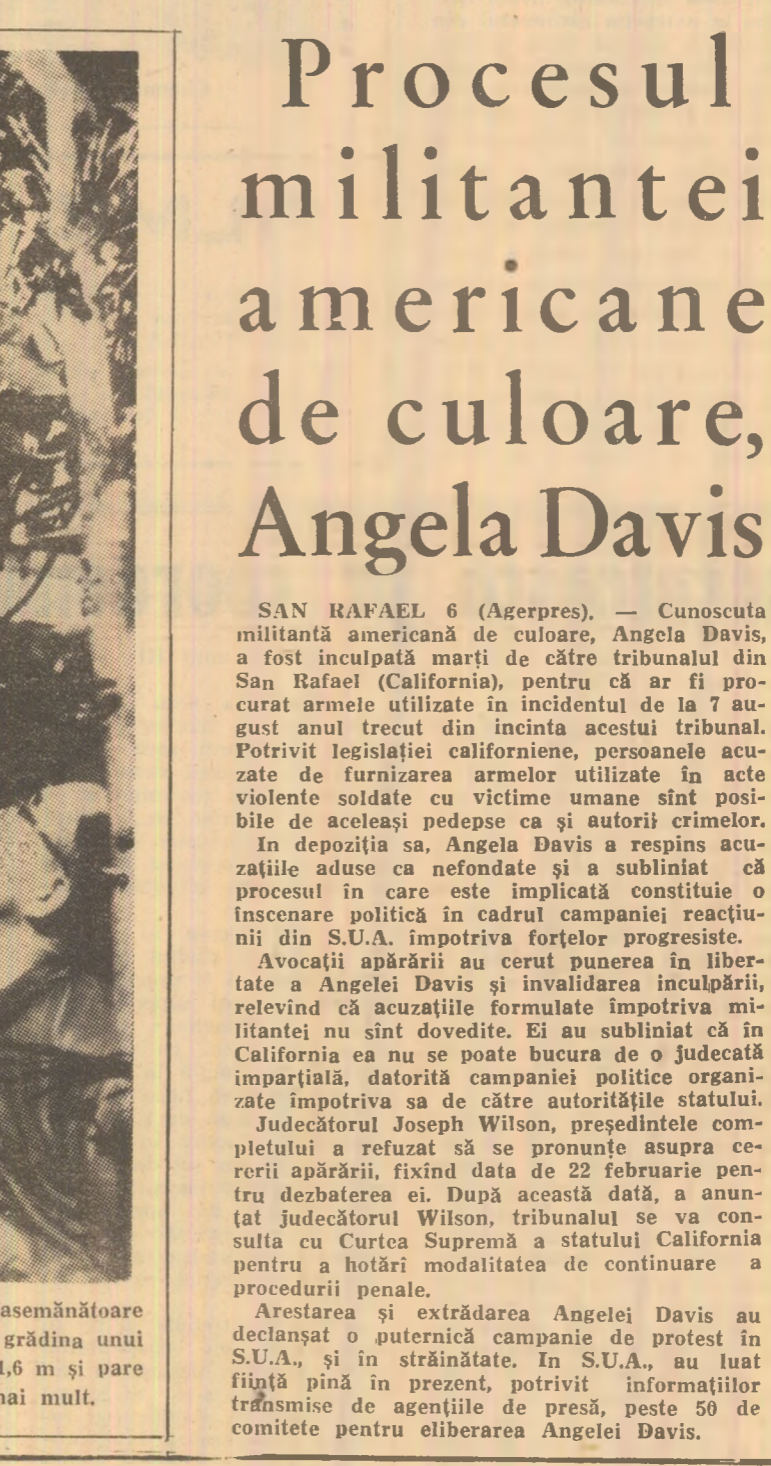 Procesul
militantei
americane
de culoare,
Angela Davis
SAN RAFAEL 6 (Agerpres). — Cunoscuta
militantă americană de culoare, Angela Davis,
a fost inculpată marți de către tribunalul din
San Rafael (California), pentru că ar fi pro-
curat armele utilizate în incidentul de la 7 au-
gust anul trecut din incinta acestui tribunal.
Potrivit legislației californiene, persoanele acu-
zate de furnizarea armelor utilizate în acte
violente soldate cu victime umane sînt posi-
bile de aceleași pedepse ca și autorii crimelor.
In depoziția sa, Angela Davis a respins acu-
zațiile aduse ca nefondate și a subliniat că
procesul în care este implicată constituie o
înscenare politică în cadrul campaniei reacțiu-
nii din S.U.A. împotriva forțelor progresiste.
Avocații apărării au cerut punerea în liber-
tate a Angelei Davis și invalidarea inculpării,
relevînd că acuzațiile formulate împotriva mi-
litantei nu sînt dovedite. Ei au subliniat că în
California ea nu se poate bucura de o judecată
imparțială, datorită campaniei politice organi-
zate împotriva sa de către autoritățile statului.
Judecătorul Joseph Wilson, președintele com-
pletului a refuzat să se pronunțe asupra ce-
rerii apărării, fixînd data de 22 februarie pen-
tru dezbaterea ei. După această dată, a anun-
țat judecătorul Wilson, tribunalul se va con-
sulta cu Curtea Supremă a statului California
pentru a hotărî modalitatea de continuare a
procedurii penale.
Arestarea și extrădarea Angelei Davis au
declanșat o puternică campanie de protest în
S.U.A., și în străinătate. In S.U.A., au luat
ființă pînă în prezent, potrivit informațiilor
transmise de agențiile de presă, peste 50 de
comitete pentru eliberarea Angelei Davis.
asemănătoare
grădina unui
1,6 m și pare
mai mult.